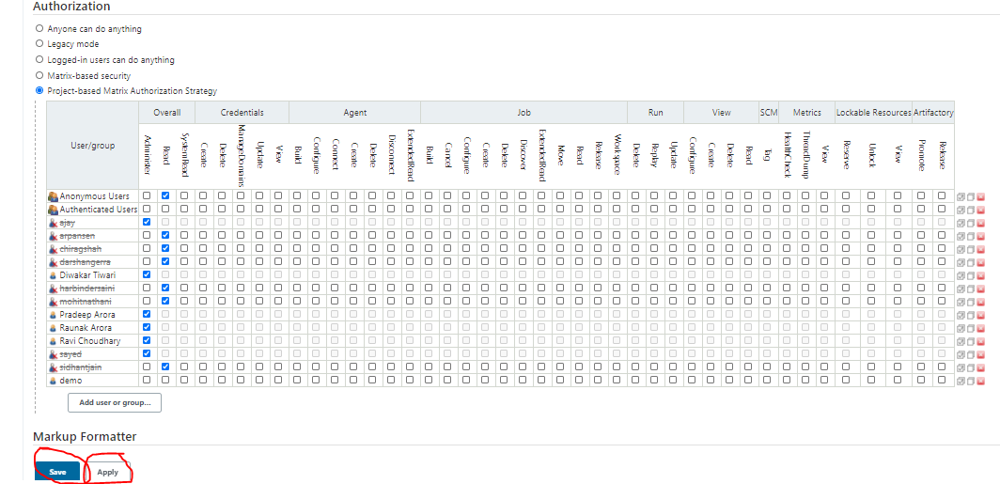 Authorization
Anyone can do anything
Legacy mode
Logged-in users can do anything
Matrix-based security
Project-based Matrix Authorization Strategy
User/group
Overall Credentials Agent Job Run View SCM Metrics Lockable Resources Artifactory
Administer Read SystemRead Create Delete ManageDomains Update View Build Configure Connect Create Delete Disconnect ExtendedRead Build Cancel Configure Create Delete Discover ExtendedRead Move Read Release Workspace Delete Replay Update Configure Create Delete Read Tag HealthCheck ThreadDump View Reserve Unlock View Promote Release
Anonymous Users
Authenticated Users
ajay
arpansen
chiragshah
darshangerra
Diwakar Tiwari
harbindersaini
mohitnathani
Pradeep Arora
Raunak Arora
Ravi Choudhary
sayed
sidhantjain
demo
Add user or group...
Markup Formatter
Save Apply